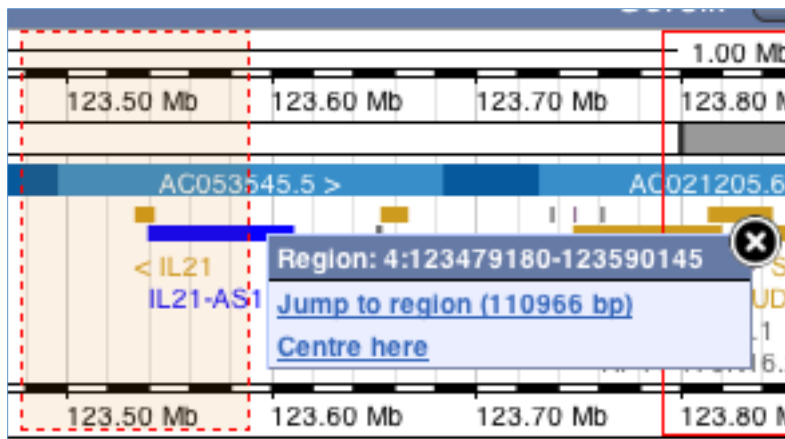 1.00 Mb
123.50 Mb 123.60 Mb 123.70 Mb 123.80
AC053545.5 > AC021205.6
Region: 4:123479180-123590145
< IL21
IL21-AS1
Jump to region (110966 bp)
Centre here
123.50 Mb 123.60 Mb 123.70 Mb 123.80